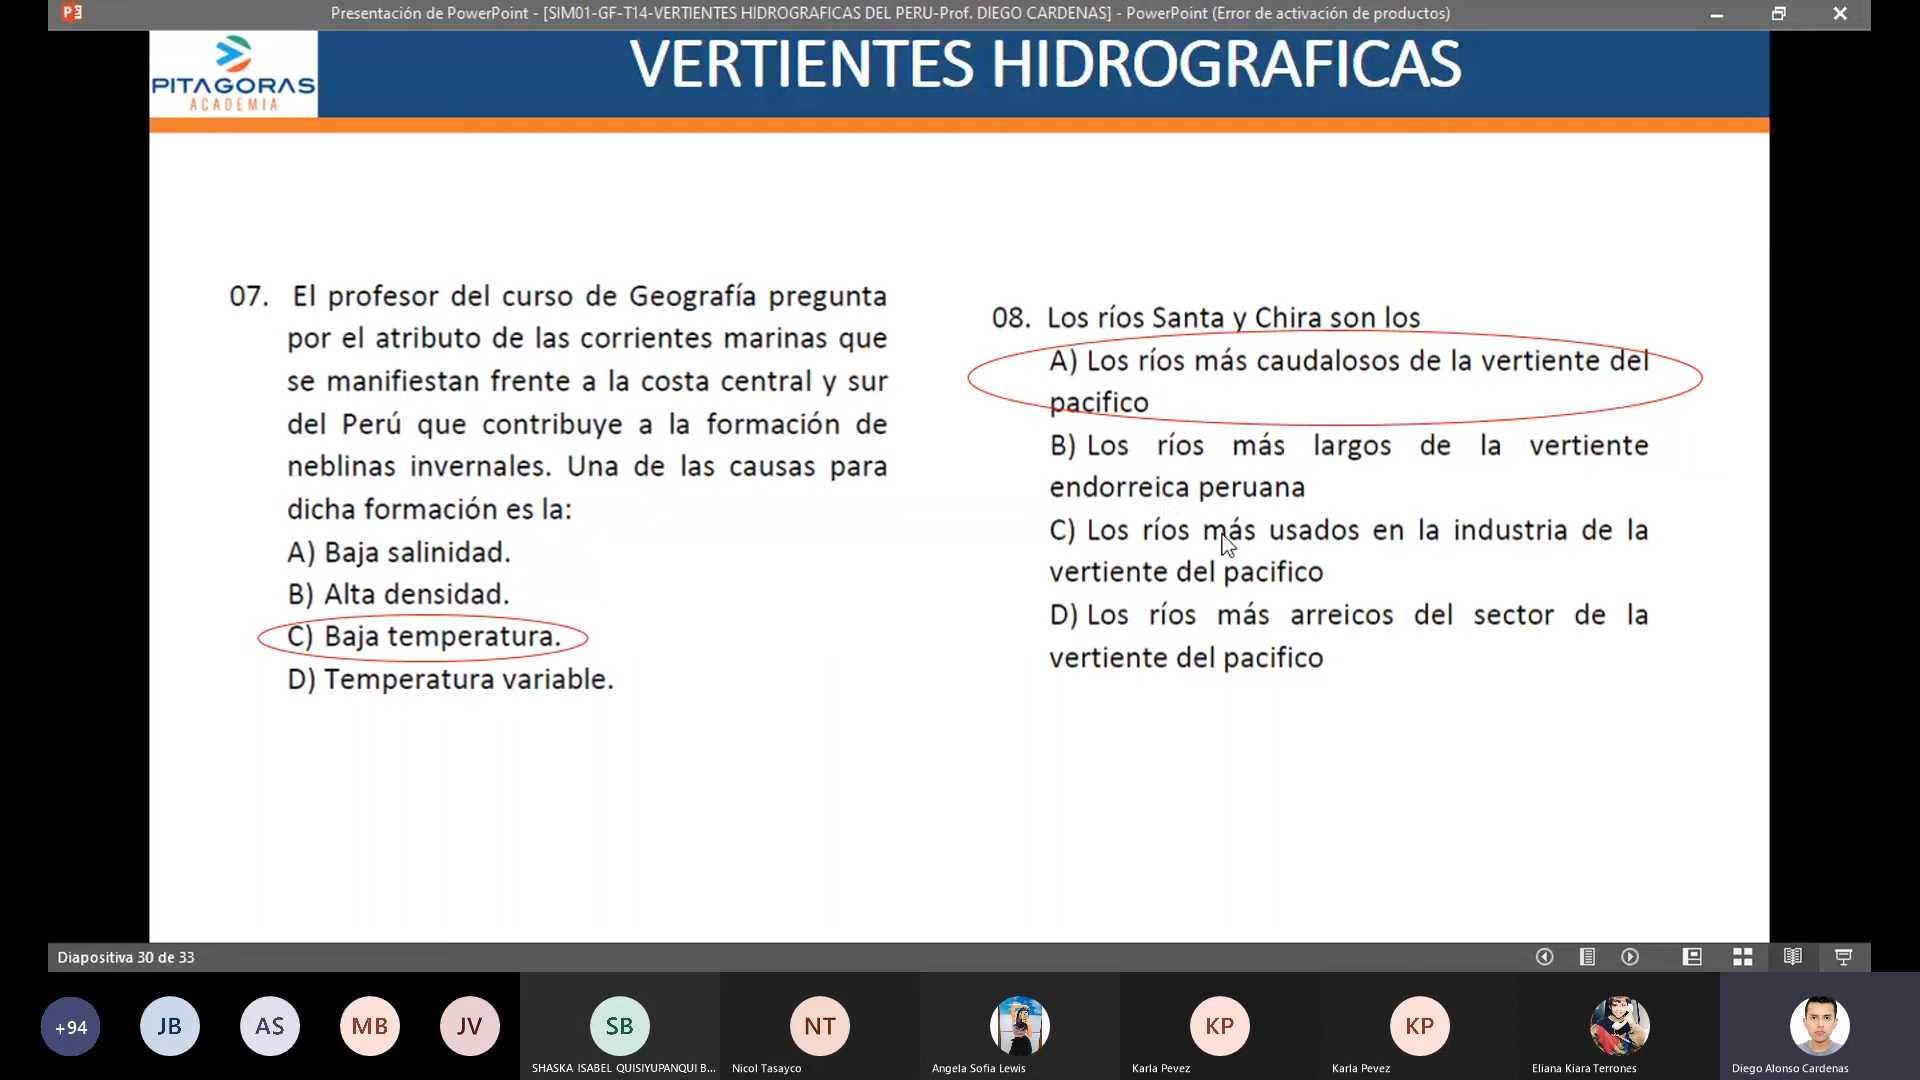 Presentación de PowerPoint - [SIM01-GF-T14-VERTIENTES HIDROGRAFICAS DEL PERU-Prof. DIEGO CARDENAS] - PowerPoint (Error de activación de productos)
PITAGORAS
ACADEMIA
VERTIENTES HIDROGRAFICAS
07. El profesor del curso de Geografía pregunta
por el atributo de las corrientes marinas que
se manifiestan frente a la costa central y sur
del Perú que contribuye a la formación de
neblinas invernales. Una de las causas para
dicha formación es la:
A) Baja salinidad.
B) Alta densidad.
C) Baja temperatura.
D) Temperatura variable.
08. Los ríos Santa y Chira son los
A) Los ríos más caudalosos de la vertiente del
pacifico
B) Los ríos más largos de la vertiente
endorreica peruana
C) Los ríos más usados en la industria de la
vertiente del pacifico
D) Los ríos más arreicos del sector de la
vertiente del pacifico
Diapositiva 30 de 33
+94
JB
AS
MB
JV
SB
NT
KP
KP
SHASKA ISABEL QUISIYUPANQUI B...
Nicol Tasayco
Angela Sofia Lewis
Karla Pevez
Karla Pevez
Eliana Kiara Terrones
Diego Alonso Cardenas